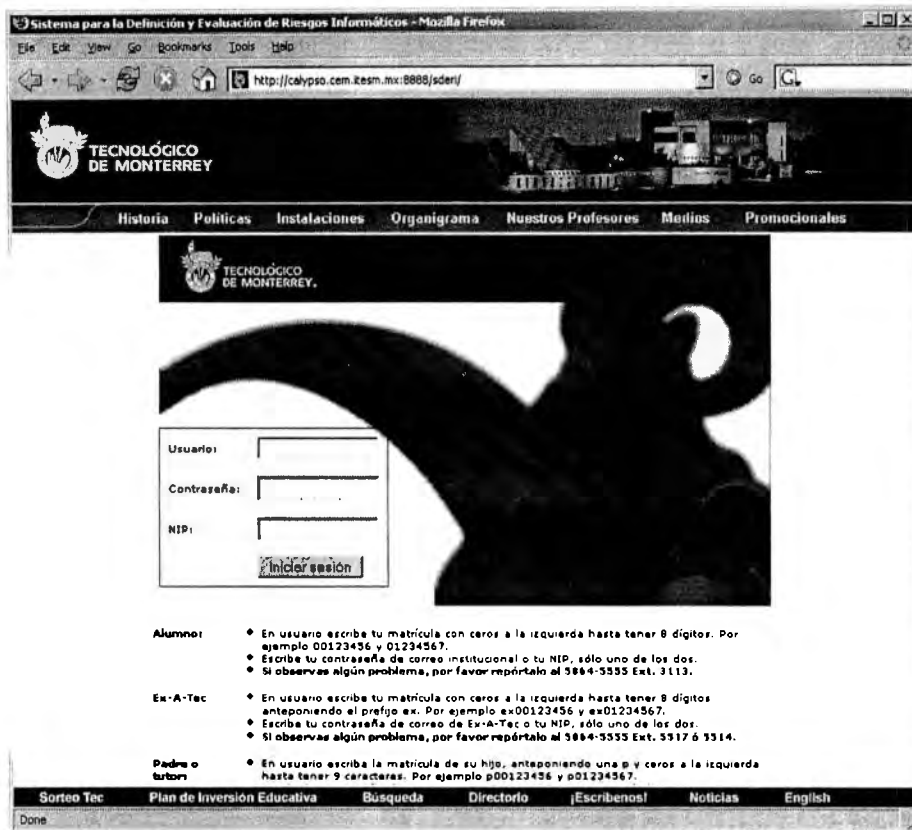 Sistema para la Definición y Evaluación de Riesgos Informáticos - Mozilla Firefox
File Edit View Go Bookmarks Tools Help
http://calypso.cem.itesm.mx:8888/sderi/
Go
G
TECNOLÓGICO
DE MONTERREY
Historia Políticas Instalaciones Organigrama Nuestros Profesores Medios Promocionales
TECNOLÓGICO
DE MONTERREY.
Usuario:
Contraseña:
NIP:
Iniciar sesión
Alumno:
◆ En usuario escribe tu matrícula con ceros a la izquierda hasta tener 8 dígitos. Por
ejemplo 00123456 y 01234567.
◆ Escribe tu contraseña de correo institucional o tu NIP, sólo uno de los dos.
◆ Si observas algún problema, por favor repórtalo al 5864-5555 Ext. 3113.
Ex-A-Tec
◆ En usuario escribe tu matrícula con ceros a la izquierda hasta tener 8 dígitos
anteponiendo el prefijo ex. Por ejemplo ex00123456 y ex01234567.
◆ Escribe tu contraseña de correo de Ex-A-Tec o tu NIP, sólo uno de los dos.
◆ Si observas algún problema, por favor repórtalo al 5864-5555 Ext. 5517 ó 5514.
Padre o
tutor:
◆ En usuario escribe la matrícula de su hijo, anteponiendo una p y ceros a la izquierda
hasta tener 9 caracteres. Por ejemplo p00123456 y p01234567.
Sorteo Tec Plan de Inversión Educativa Búsqueda Directorio ¡Escríbenos! Noticias English
Done